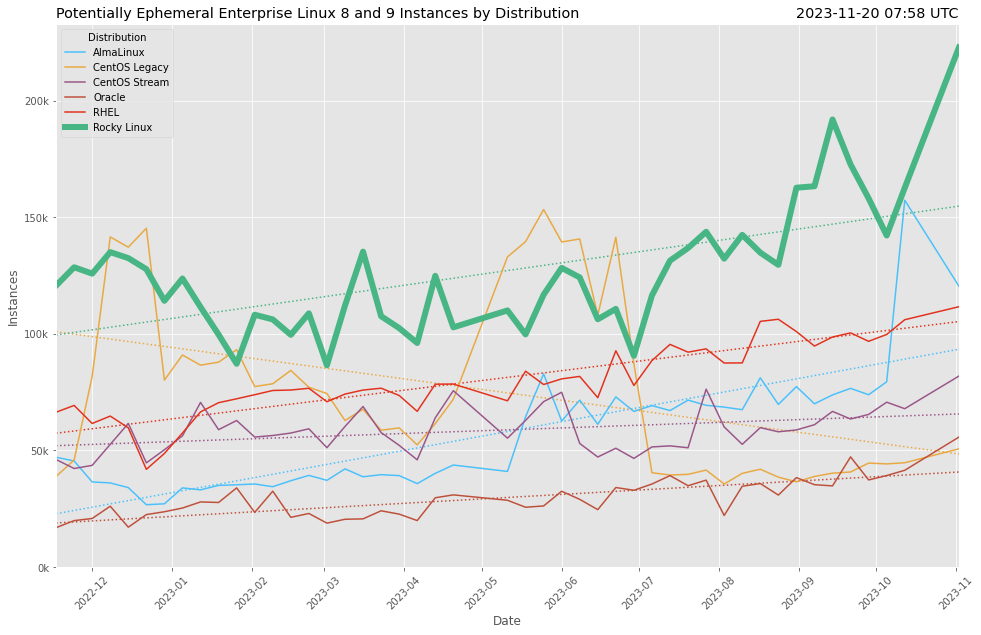 Potentially Ephemeral Enterprise Linux 8 and 9 Instances by Distribution
2023-11-20 07:58 UTC
Distribution
AlmaLinux
CentOS Legacy
CentOS Stream
Oracle
RHEL
Rocky Linux
200k
150k
100k
50k
0k
Instances
2022-12
2023-01
2023-02
2023-03
2023-04
2023-05
2023-06
2023-07
2023-08
2023-09
2023-10
2023-11
Date